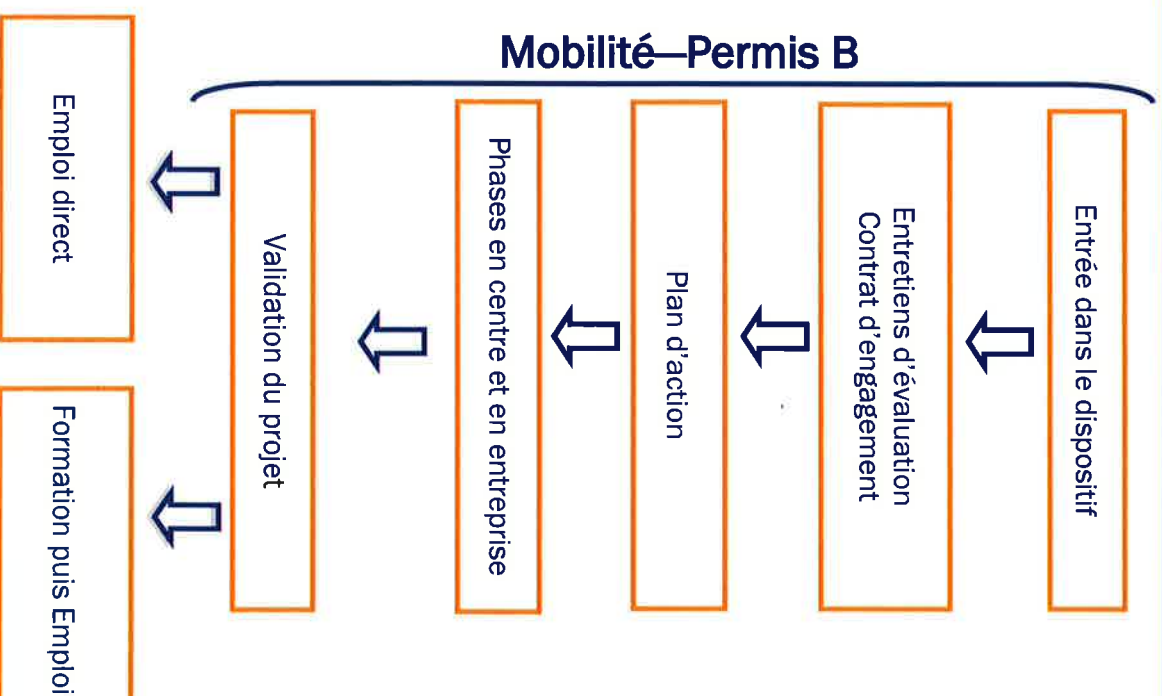 Mobilité—Permis B
Entrée dans le dispositif
Entretiens d'évaluation
Contrat d'engagement
Plan d'action
Phases en centre et en entreprise
Validation du projet
Emploi direct
Formation puis Emploi